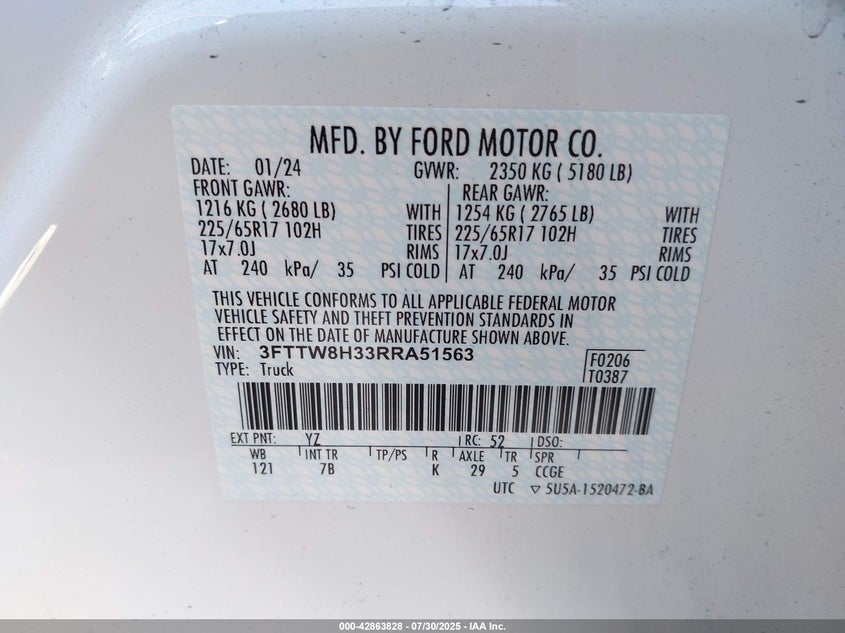 MFD. BY FORD MOTOR CO.
DATE: 01/24 GVWR: 2350 KG ( 5180 LB)
FRONT GAWR: REAR GAWR:
1216 KG ( 2680 LB) WITH 1254 KG ( 2765 LB) WITH
225/65R17 102H TIRES 225/65R17 102H TIRES
17x7.0J RIMS 17x7.0J RIMS
AT 240 kPa/ 35 PSI COLD AT 240 kPa/ 35 PSI COLD
THIS VEHICLE CONFORMS TO ALL APPLICABLE FEDERAL MOTOR
VEHICLE SAFETY AND THEFT PREVENTION STANDARDS IN
EFFECT ON THE DATE OF MANUFACTURE SHOWN ABOVE.
VIN: 3FTTW8H33RRA51563 F0206
TYPE: Truck T0387
EXT PNT: YZ RC: 52 DSO:
WB INT TR TP/PS R AXLE TR SPR
121 7B K 29 5 CCGE
UTC ▽ 5U5A-1520472-BA
000-42863828 - 07/30/2025 - IAA Inc.